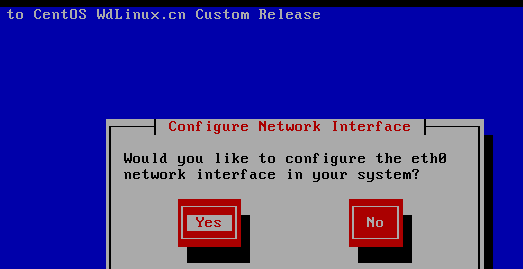 to CentOS WdLinux.cn Custom Release
Configure Network Interface
Would you like to configure the eth0
network interface in your system?
Yes
No